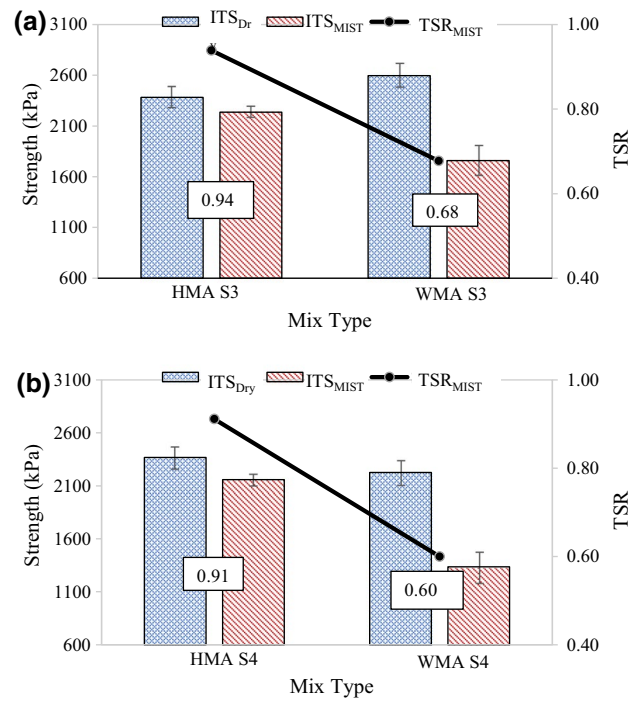 (a)
ITSDr ITSMIST TSRMIST
3100 1.00
2600
0.80
2100
Strength (kPa) TSR
1600
0.60
0.94 0.68
1100
600 0.40
HMA S3 WMA S3
Mix Type
(b)
ITSDry ITSMIST TSRMIST
3100 1.00
2600
0.80
2100
Strength (kPa) TSR
1600
0.60
0.91 0.60
1100
600 0.40
HMA S4 WMA S4
Mix Type